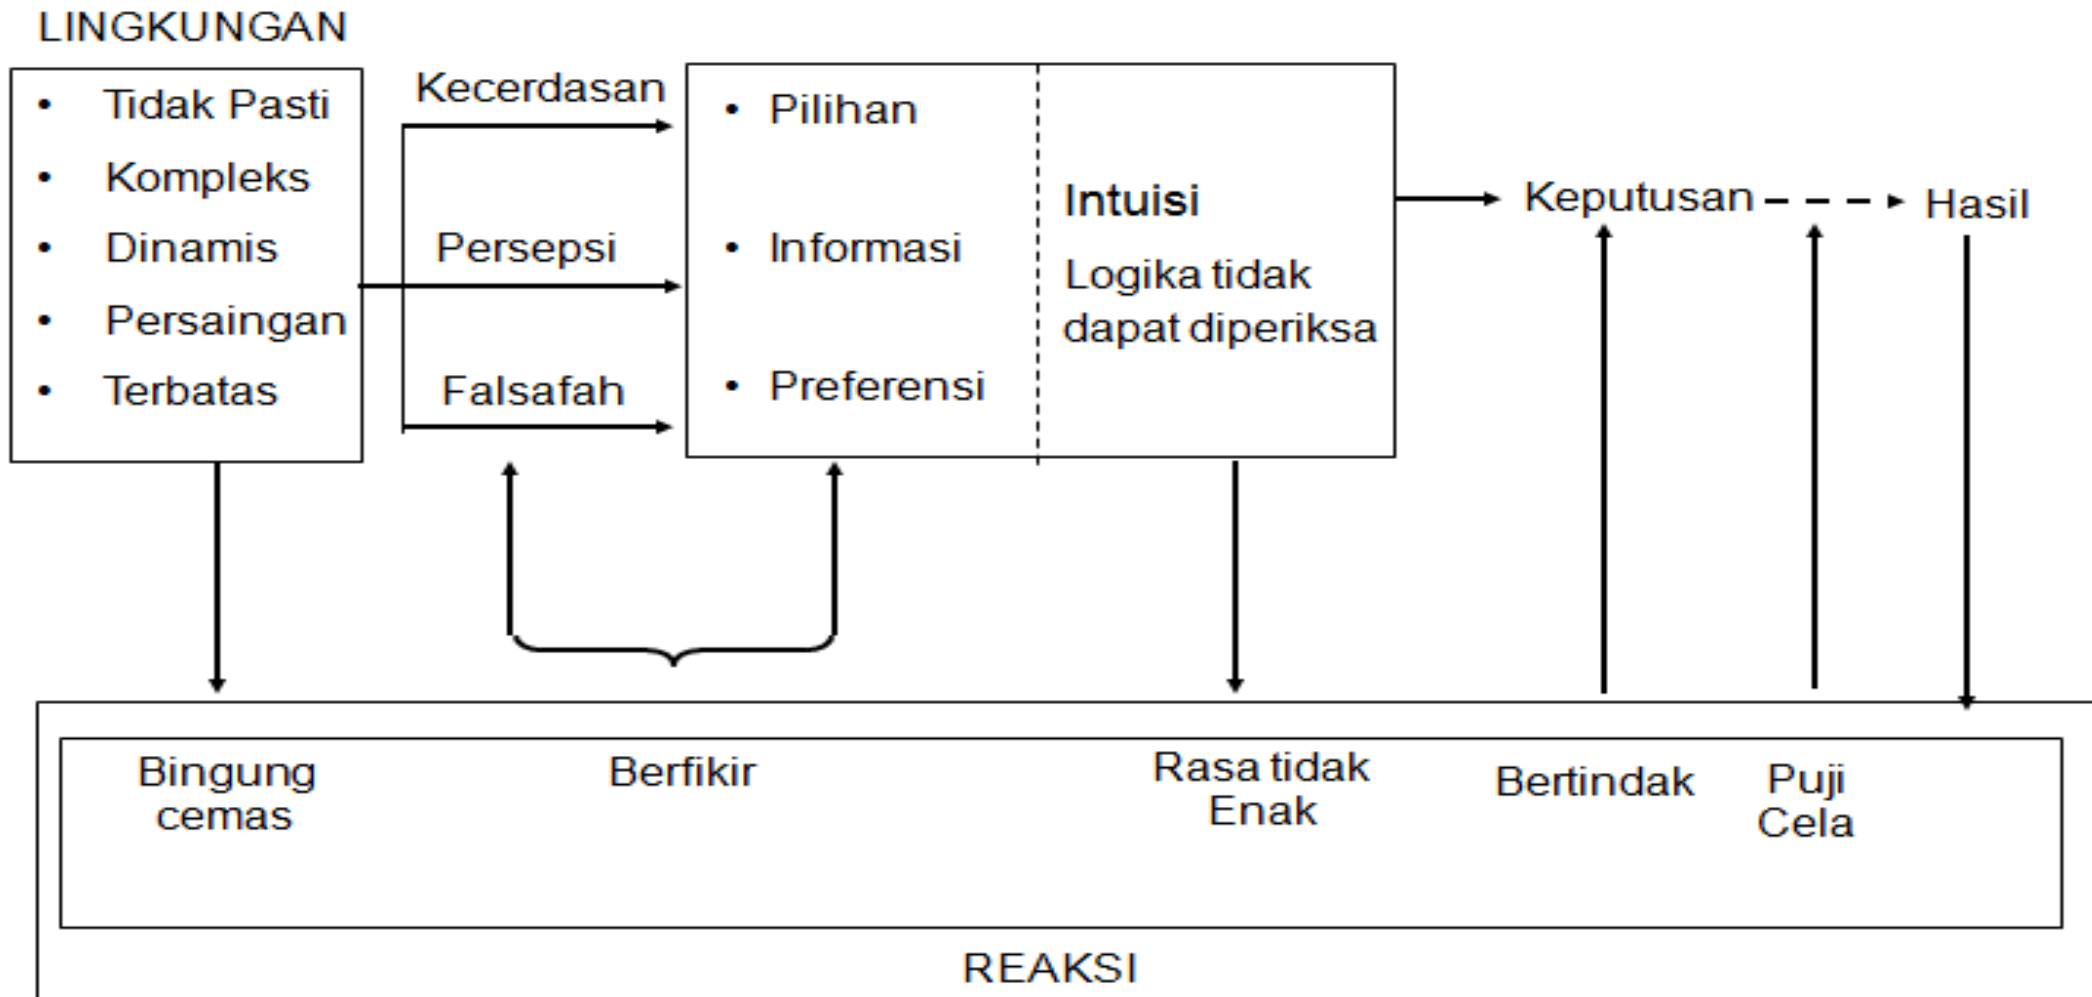 LINGKUNGAN
• Tidak Pasti
• Kompleks
• Dinamis
• Persaingan
• Terbatas
Kecerdasan
Persepsi
Falsafah
• Pilihan
• Informasi
• Preferensi
Intuisi
Logika tidak
dapat diperiksa
Keputusan
Hasil
Bingung
cemas
Berfikir
Rasa tidak
Enak
Bertindak
Puji
Cela
REAKSI